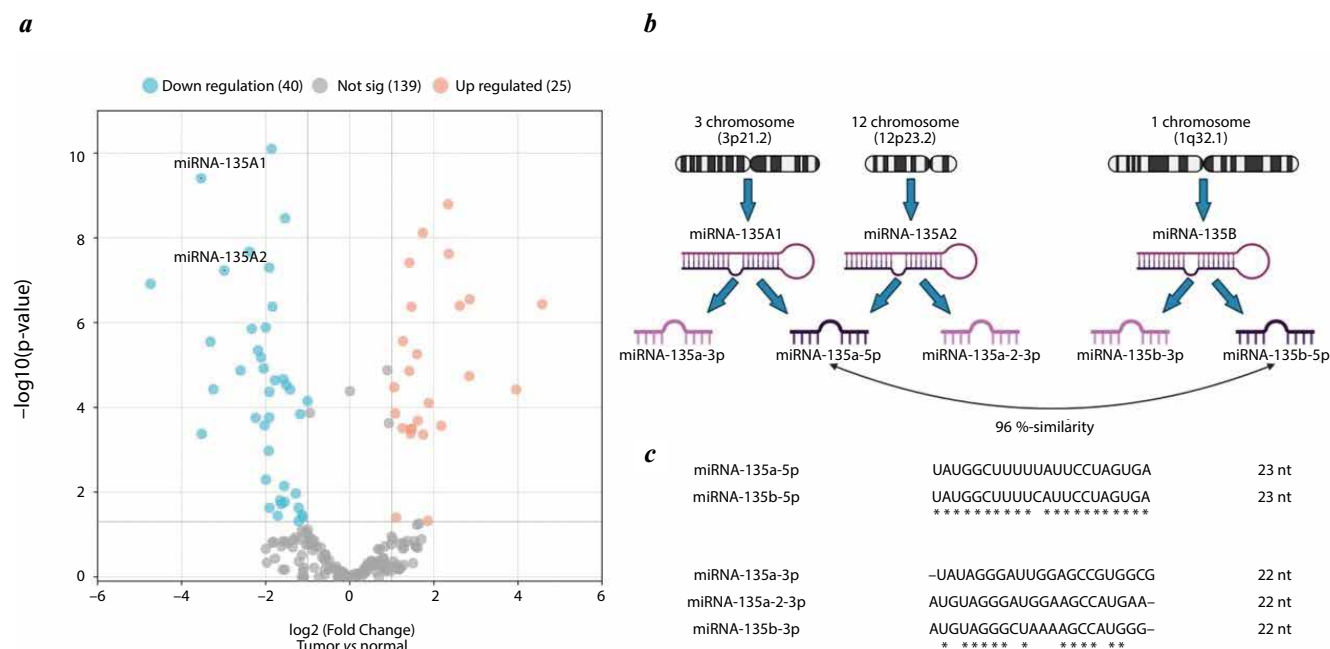 a
b
Down regulation (40) Not sig (139) Up regulated (25)
miRNA-135A1
miRNA-135A2
–log10(p-value)
10
8
6
4
2
0
–6 –4 –2 0 2 4 6
log2 (Fold Change)
Tumor vs normal
3 chromosome
(3p21.2)
12 chromosome
(12p23.2)
1 chromosome
(1q32.1)
miRNA-135A1
miRNA-135A2
miRNA-135B
miRNA-135a-3p
miRNA-135a-5p
miRNA-135a-2-3p
miRNA-135b-3p
miRNA-135b-5p
96 %-similarity
c
miRNA-135a-5p UAUGGCUUUUUAUUCCUAGUGA 23 nt
miRNA-135b-5p UAUGGCUUUUCAUUCCUAGUGA 23 nt
********** ***********
miRNA-135a-3p –UAUAGGGAUUGGAGCCGUGGCG 22 nt
miRNA-135a-2-3p AUGUAGGGAUGGAAGCCAUGAA– 22 nt
miRNA-135b-3p AUGUAGGGCUAAAAGCCAUGGG– 22 nt
* ***** * **** **